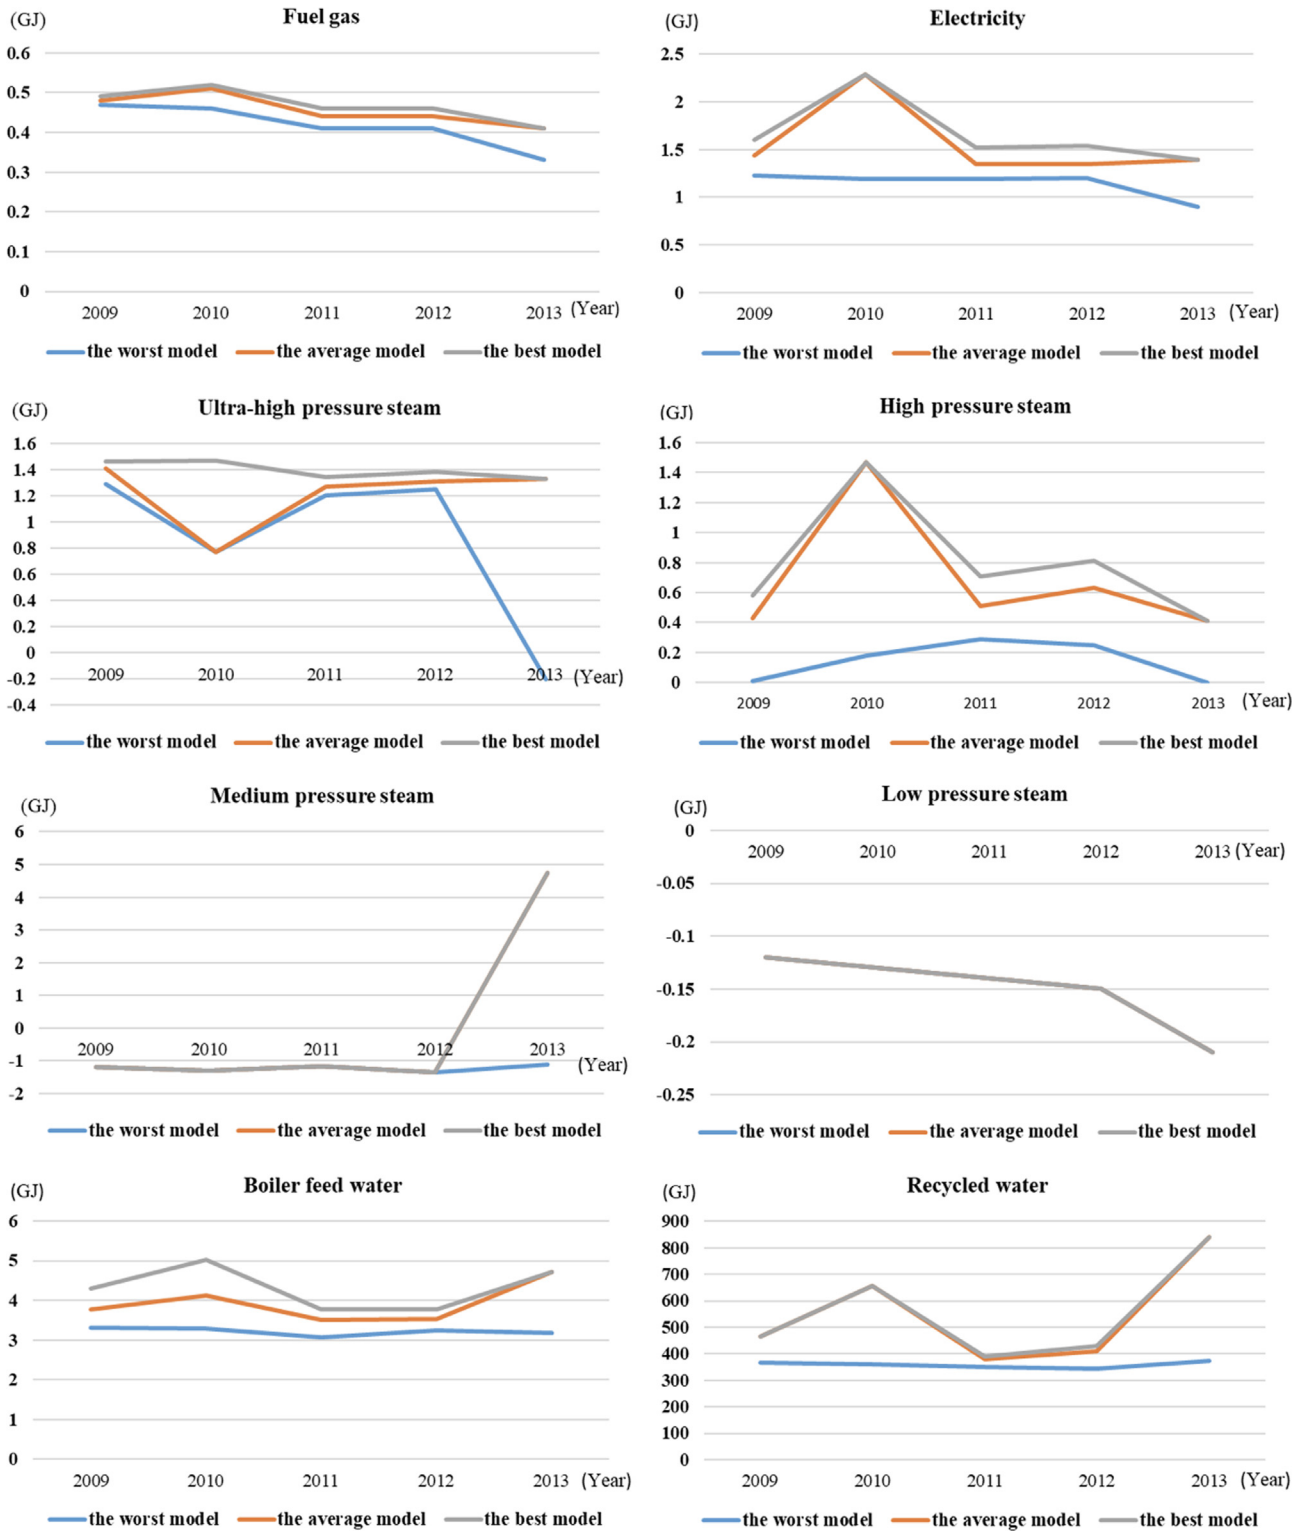 Fuel gas
(GJ)
0.6
0.5
0.4
0.3
0.2
0.1
0
2009 2010 2011 2012 2013 (Year)
the worst model the average model the best model
Electricity
(GJ)
2.5
2
1.5
1
0.5
0
2009 2010 2011 2012 2013 (Year)
the worst model the average model the best model
Ultra-high pressure steam
(GJ)
1.6
1.4
1.2
1
0.8
0.6
0.4
0.2
0
-0.2
-0.4
2009 2010 2011 2012 2013 (Year)
the worst model the average model the best model
High pressure steam
(GJ)
1.6
1.4
1.2
1
0.8
0.6
0.4
0.2
0
2009 2010 2011 2012 2013 (Year)
the worst model the average model the best model
Medium pressure steam
(GJ)
6
5
4
3
2
1
0
-1
-2
2009 2010 2011 2012 2013 (Year)
the worst model the average model the best model
Low pressure steam
(GJ)
0
-0.05
-0.1
-0.15
-0.2
-0.25
2009 2010 2011 2012 2013 (Year)
the worst model the average model the best model
Boiler feed water
(GJ)
6
5
4
3
2
1
0
2009 2010 2011 2012 2013 (Year)
the worst model the average model the best model
Recycled water
(GJ)
900
800
700
600
500
400
300
200
100
0
2009 2010 2011 2012 2013 (Year)
the worst model the average model the best model